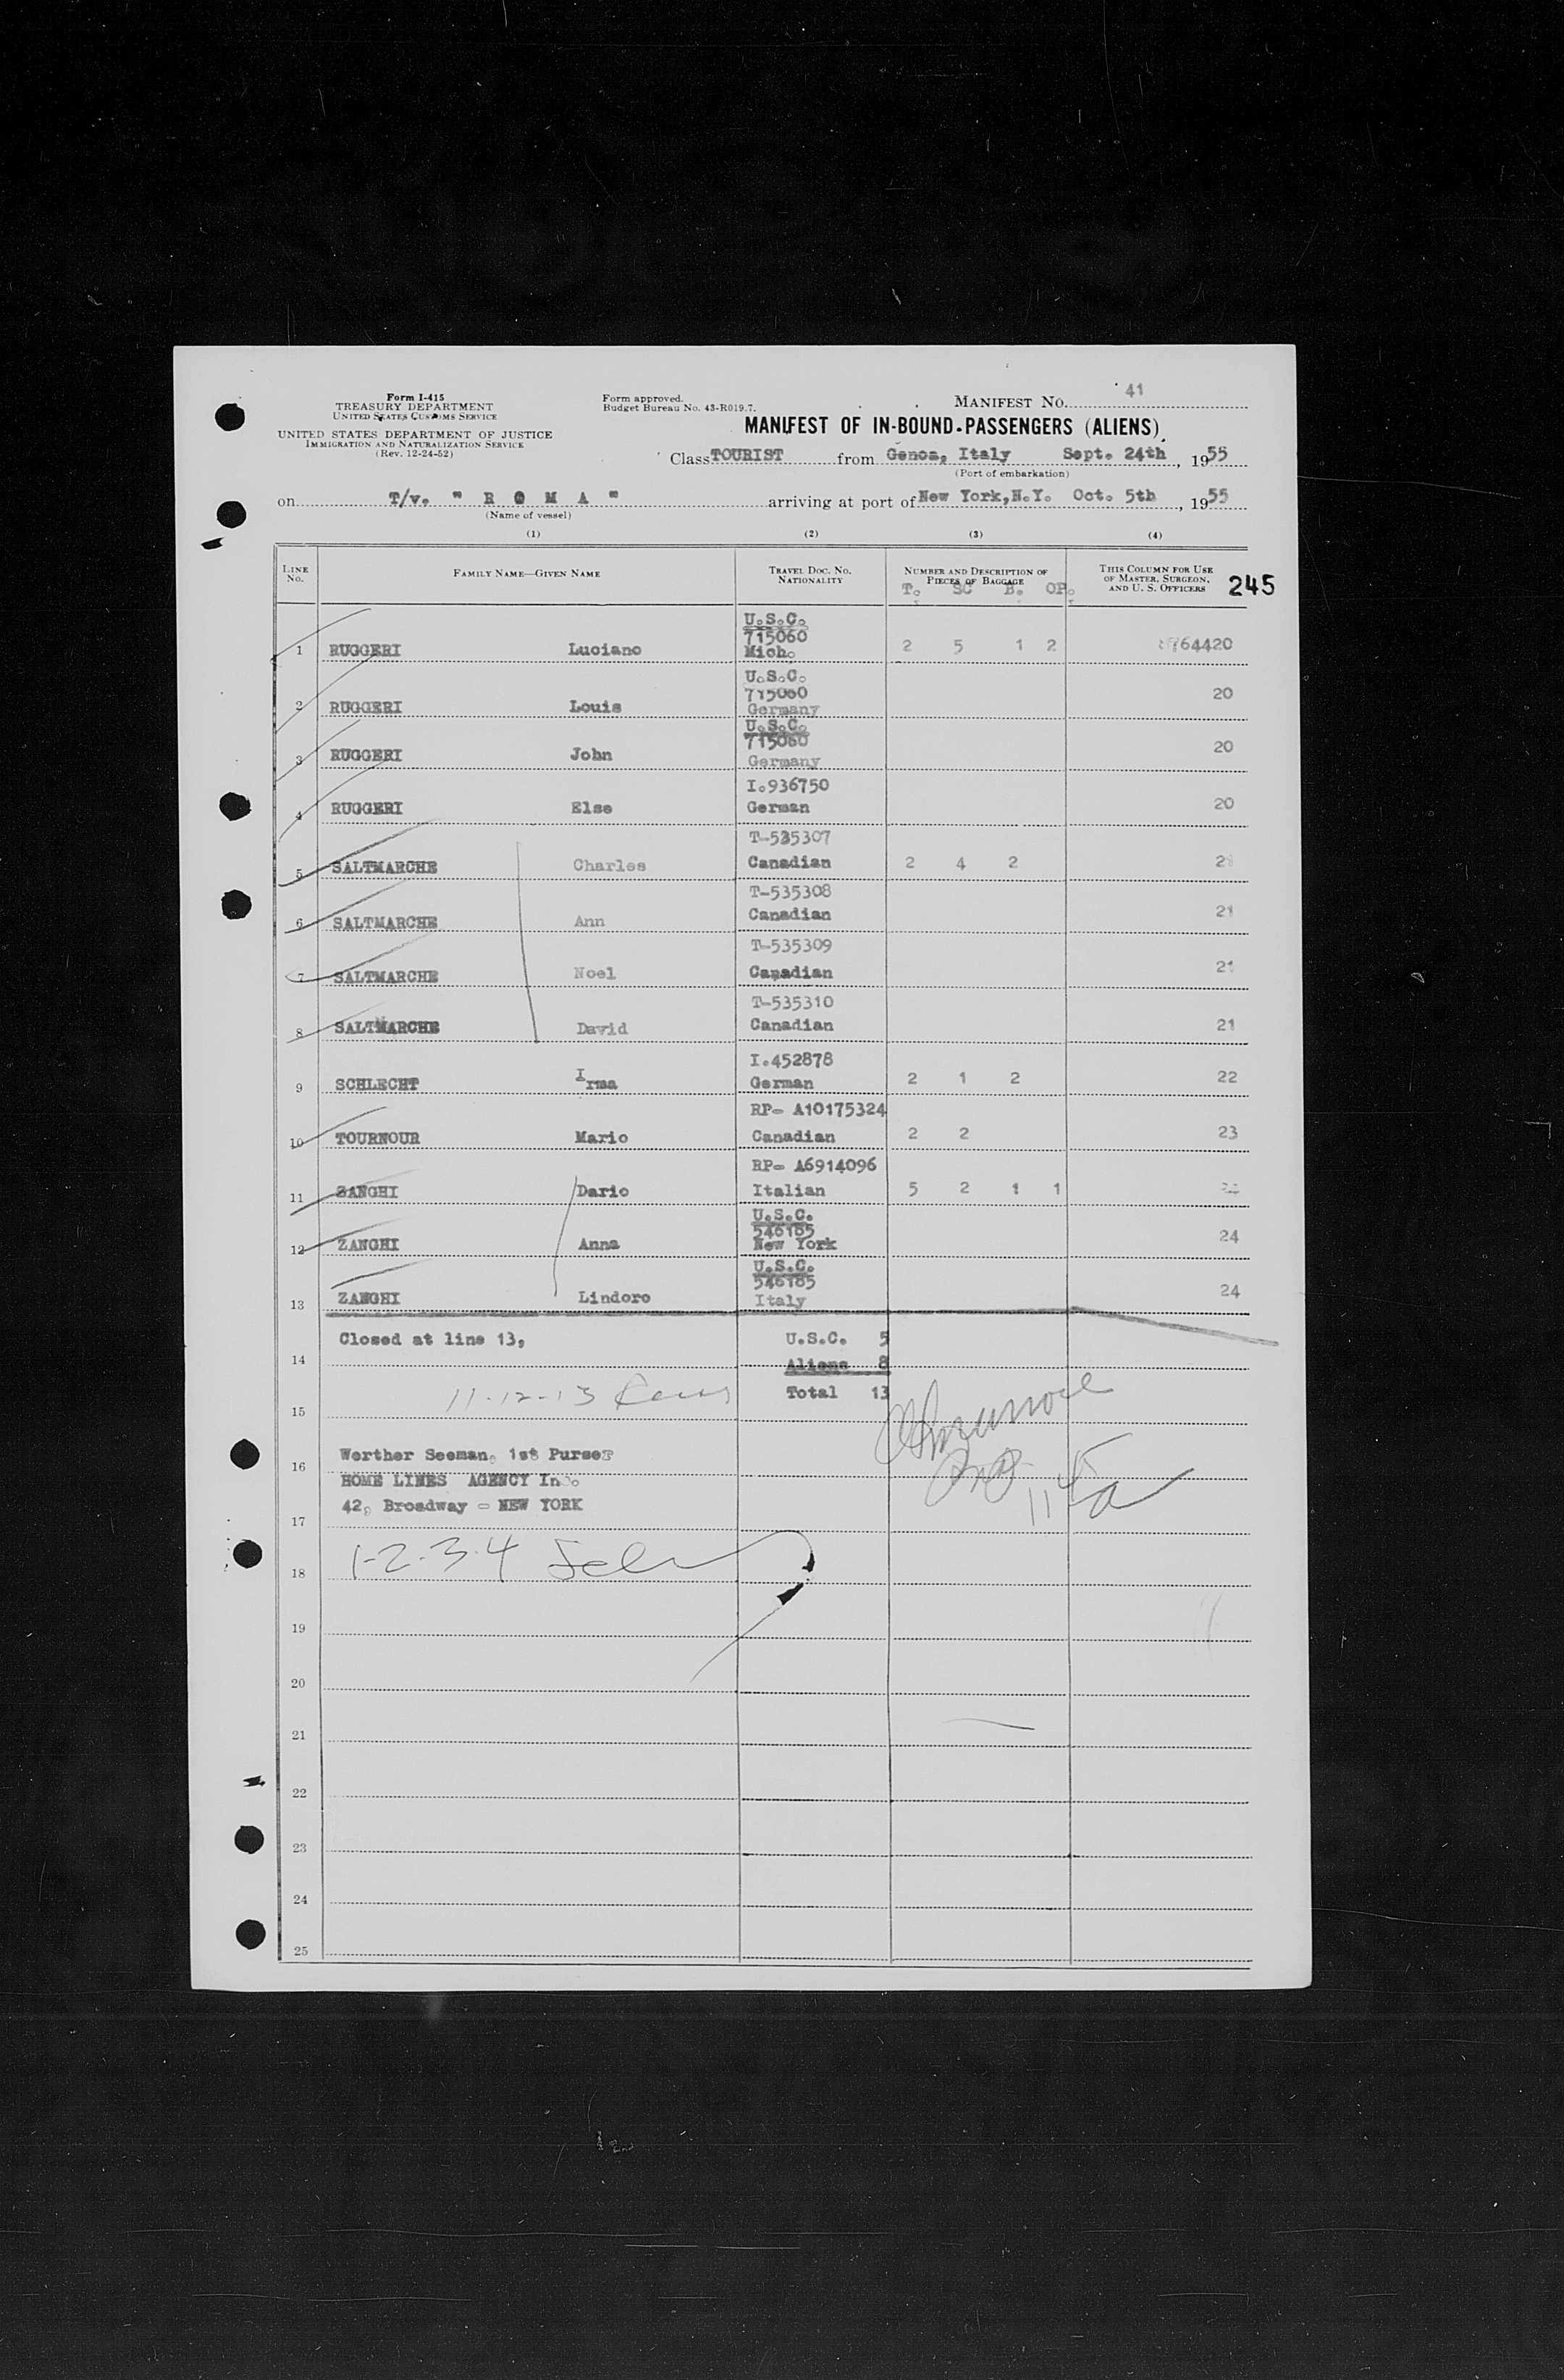 Form I-415
TREASURY DEPARTMENT
UNITED STATES CUSTOMS SERVICE
UNITED STATES DEPARTMENT OF JUSTICE
IMMIGRATION AND NATURALIZATION SERVICE
(Rev. 12-24-52)
Form approved.
Budget Bureau No. 43-R019.7.
MANIFEST NO. 41
MANIFEST OF IN-BOUND-PASSENGERS (ALIENS)
Class TOURIST from Genoa, Italy Sept. 24th, 1955
(Port of embarkation)
on T/v. " R O M A " arriving at port of New York, N.Y. Oct. 5th, 1955
(Name of vessel)
(1) (2) (3) (4)
LINE NO. FAMILY NAME—GIVEN NAME TRAVEL DOC. NO. NATIONALITY NUMBER AND DESCRIPTION OF PIECES OF BAGGAGE THIS COLUMN FOR USE OF MASTER, SURGEON, AND U. S. OFFICERS 245
T. SC B. OP.
U.S.C.
715060
1 RUGGERI Luciano Mich. 2 5 1 2 764420
U.S.C.
715060 20
2 RUGGERI Louis Germany
U.S.C.
715060 20
3 RUGGERI John Germany
I.936750
4 RUGGERI Else German 20
T-535307
5 SALTMARCHE Charles Canadian 2 4 2 21
T-535308
6 SALTMARCHE Ann Canadian 21
T-535309
7 SALTMARCHE Noel Canadian 21
T-535310
8 SALTMARCHE David Canadian 21
I.452878
9 SCHLECHT Irma German 2 1 2 22
RP- A10175324
10 TOURNOUR Mario Canadian 2 2 23
RP- A6914096
11 ZANGHI Dario Italian 5 2 1 1
U.S.C.
546185
12 ZANGHI Anna New York 24
U.S.C.
546185
13 ZANGHI Lindoro Italy 24
Closed at line 13, U.S.C. 5
14 Aliens 8
11-12-13 Total 13
15
Werther Seeman, 1st Purser
16
HOME LINES AGENCY Inc.
42, Broadway - NEW YORK
17
1-2-3-4
18
19
20
21
22
23
24
25